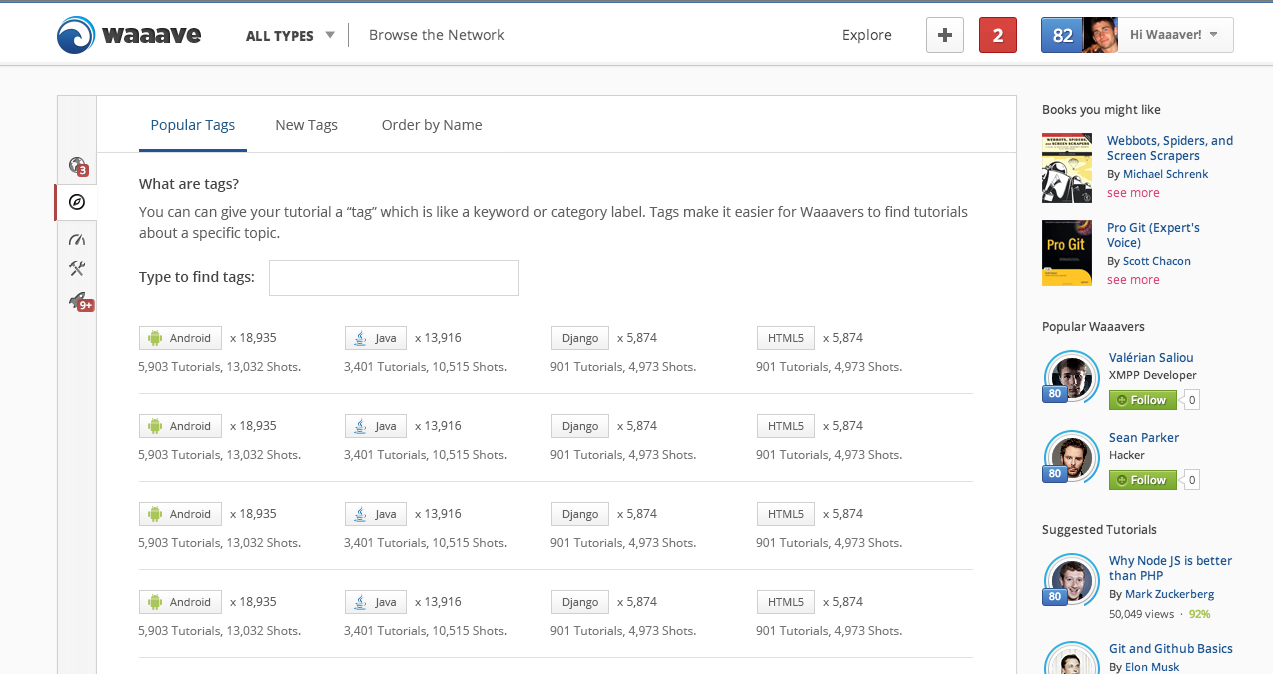 waaave
ALL TYPES
Browse the Network
Explore
2
82
Hi Waaaver!
3
9+
Popular Tags
New Tags
Order by Name
What are tags?
You can can give your tutorial a “tag” which is like a keyword or category label. Tags make it easier for Waaavers to find tutorials
about a specific topic.
Type to find tags:
Android x 18,935
Java x 13,916
Django x 5,874
HTML5 x 5,874
5,903 Tutorials, 13,032 Shots.
3,401 Tutorials, 10,515 Shots.
901 Tutorials, 4,973 Shots.
901 Tutorials, 4,973 Shots.
Android x 18,935
Java x 13,916
Django x 5,874
HTML5 x 5,874
5,903 Tutorials, 13,032 Shots.
3,401 Tutorials, 10,515 Shots.
901 Tutorials, 4,973 Shots.
901 Tutorials, 4,973 Shots.
Android x 18,935
Java x 13,916
Django x 5,874
HTML5 x 5,874
5,903 Tutorials, 13,032 Shots.
3,401 Tutorials, 10,515 Shots.
901 Tutorials, 4,973 Shots.
901 Tutorials, 4,973 Shots.
Android x 18,935
Java x 13,916
Django x 5,874
HTML5 x 5,874
5,903 Tutorials, 13,032 Shots.
3,401 Tutorials, 10,515 Shots.
901 Tutorials, 4,973 Shots.
901 Tutorials, 4,973 Shots.
Books you might like
Webbots, Spiders, and
Screen Scrapers
By Michael Schrenk
see more
Pro Git
Pro Git (Expert's
Voice)
By Scott Chacon
see more
Popular Waaavers
Valérian Saliou
XMPP Developer
80
Follow
0
Sean Parker
Hacker
80
Follow
0
Suggested Tutorials
Why Node JS is better
than PHP
80
By Mark Zuckerberg
50,049 views · 92%
Git and Github Basics
By Elon Musk